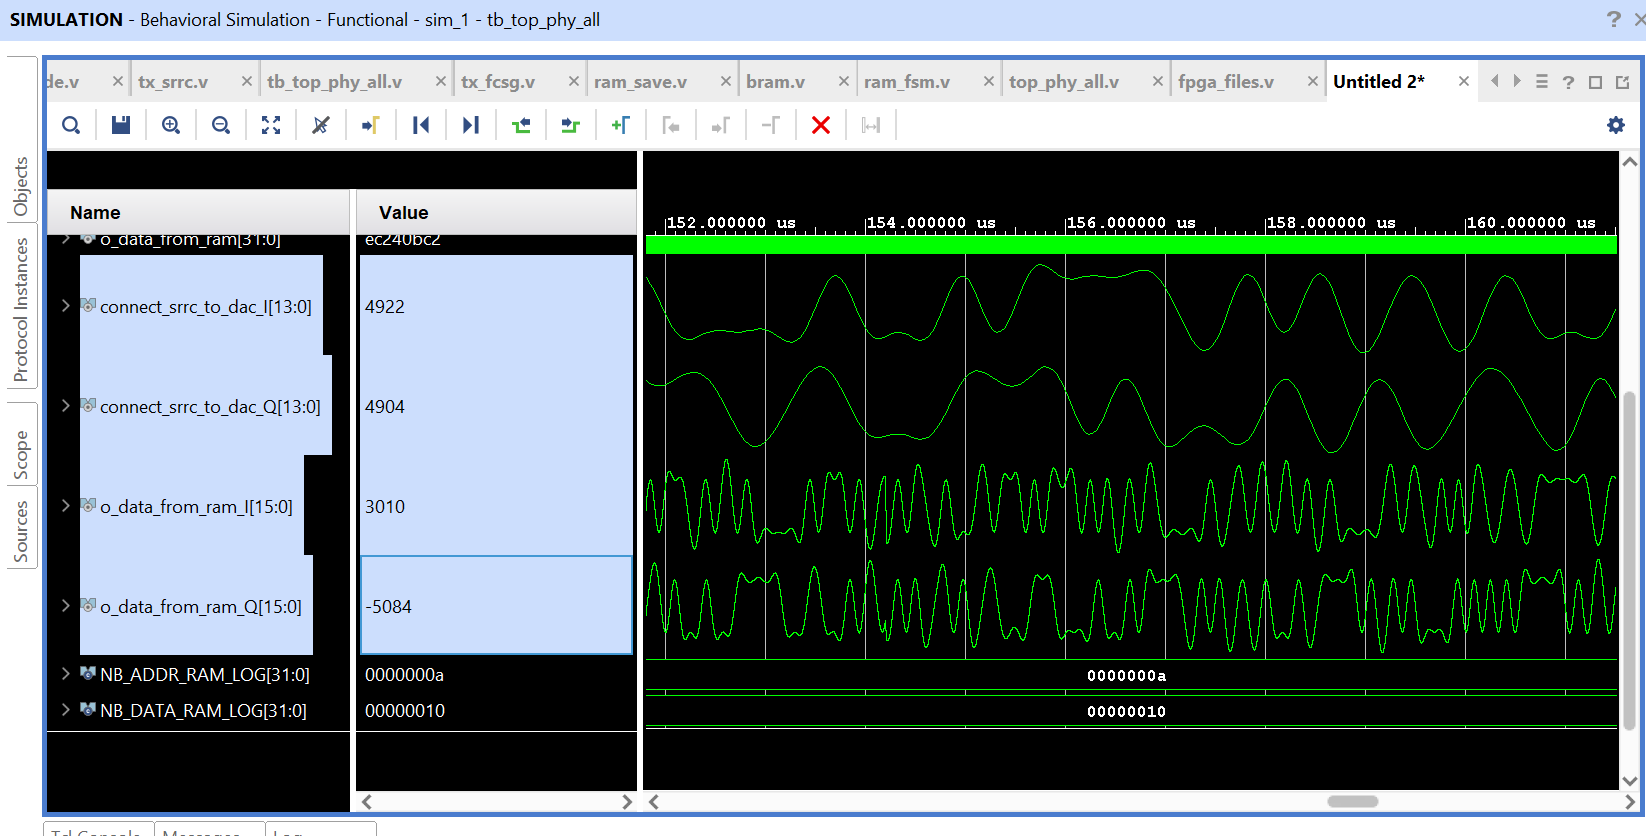 SIMULATION - Behavioral Simulation - Functional - sim_1 - tb_top_phy_all ?
de.v tx_srrc.v tb_top_phy_all.v tx_fcsg.v ram_save.v bram.v ram_fsm.v top_phy_all.v fpga_files.v Untitled 2* ?
Objects
Protocol Instances
Scope
Sources
Name Value
152.000000 us 154.000000 us 156.000000 us 158.000000 us 160.000000 us
o_data_from_ram[31:0] ec240bc2
connect_srrc_to_dac_I[13:0] 4922
connect_srrc_to_dac_Q[13:0] 4904
o_data_from_ram_I[15:0] 3010
o_data_from_ram_Q[15:0] -5084
NB_ADDR_RAM_LOG[31:0] 0000000a 0000000a
NB_DATA_RAM_LOG[31:0] 00000010 00000010
Tcl Console Messages Log